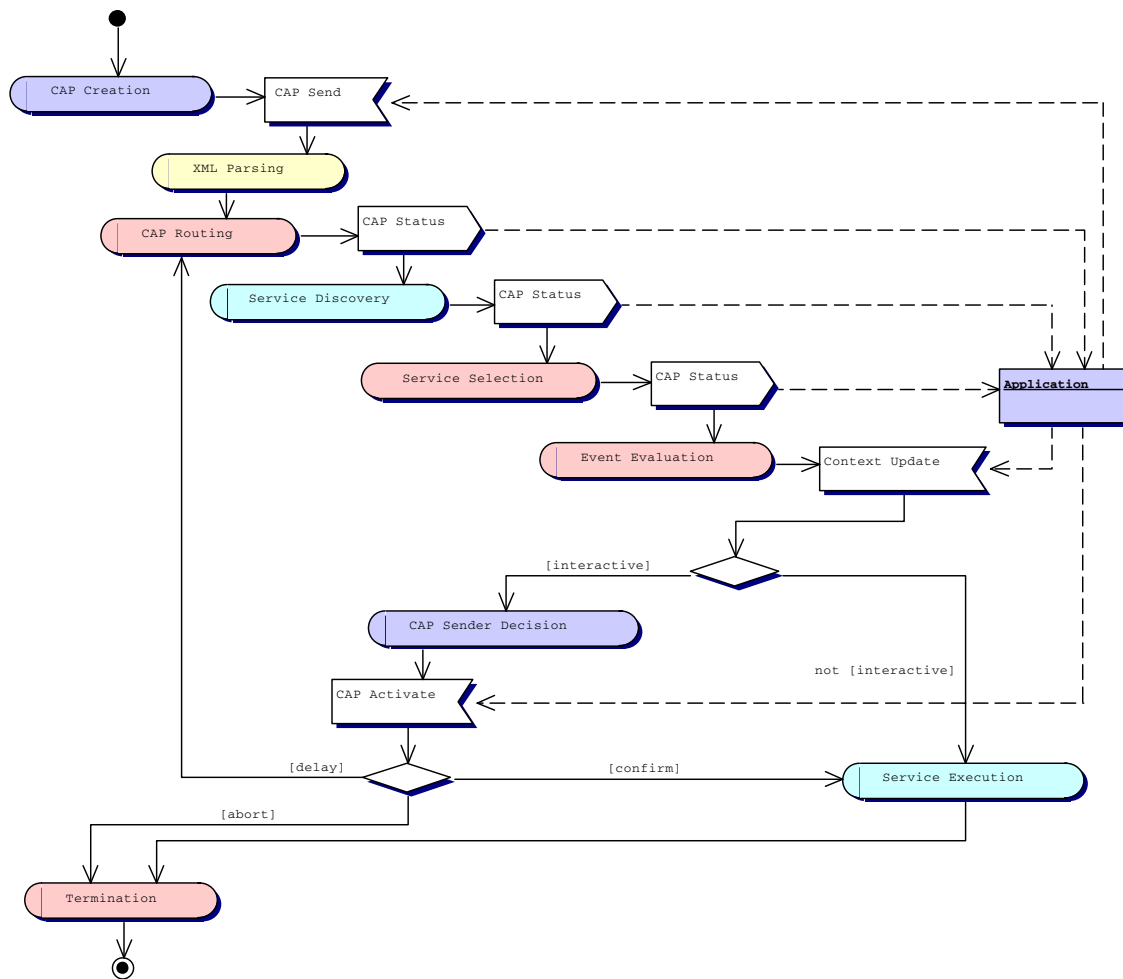 CAP Creation
CAP Send
XML Parsing
CAP Routing
CAP Status
Service Discovery
CAP Status
Service Selection
CAP Status
Application
Event Evaluation
Context Update
[interactive]
CAP Sender Decision
not [interactive]
CAP Activate
[delay]
[confirm]
Service Execution
[abort]
Termination